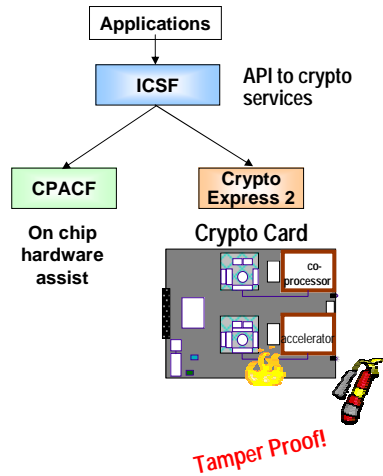 Applications
ICSF
API to crypto
services
CPACF
Crypto
Express 2
On chip
hardware
assist
Crypto Card
co-
processor
accelerator
Tamper Proof!